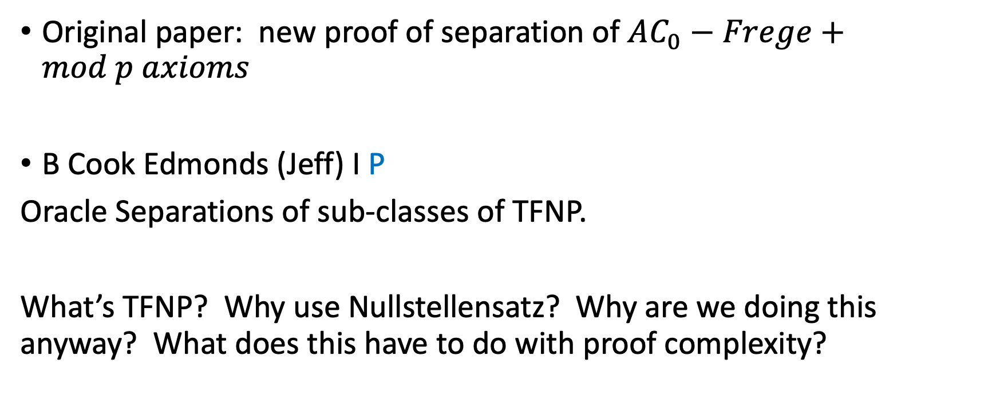 • Original paper:  new proof of separation of AC₀ − Frege +
mod p axioms
• B Cook Edmonds (Jeff) I P
Oracle Separations of sub-classes of TFNP.
What’s TFNP?  Why use Nullstellensatz?  Why are we doing this
anyway?  What does this have to do with proof complexity?